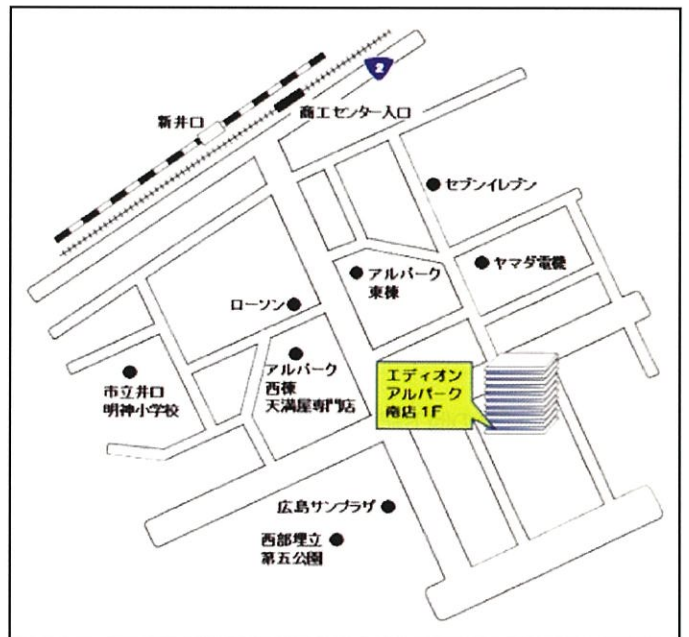 2
新井口
商工センター入口
セブンイレブン
ヤマダ電機
アルパーク
東棟
ローソン
アルパーク
西棟
天満屋専門店
市立井口
明神小学校
エディオン
アルパーク
南店1F
広島サンプラザ
西部埋立
第五公園